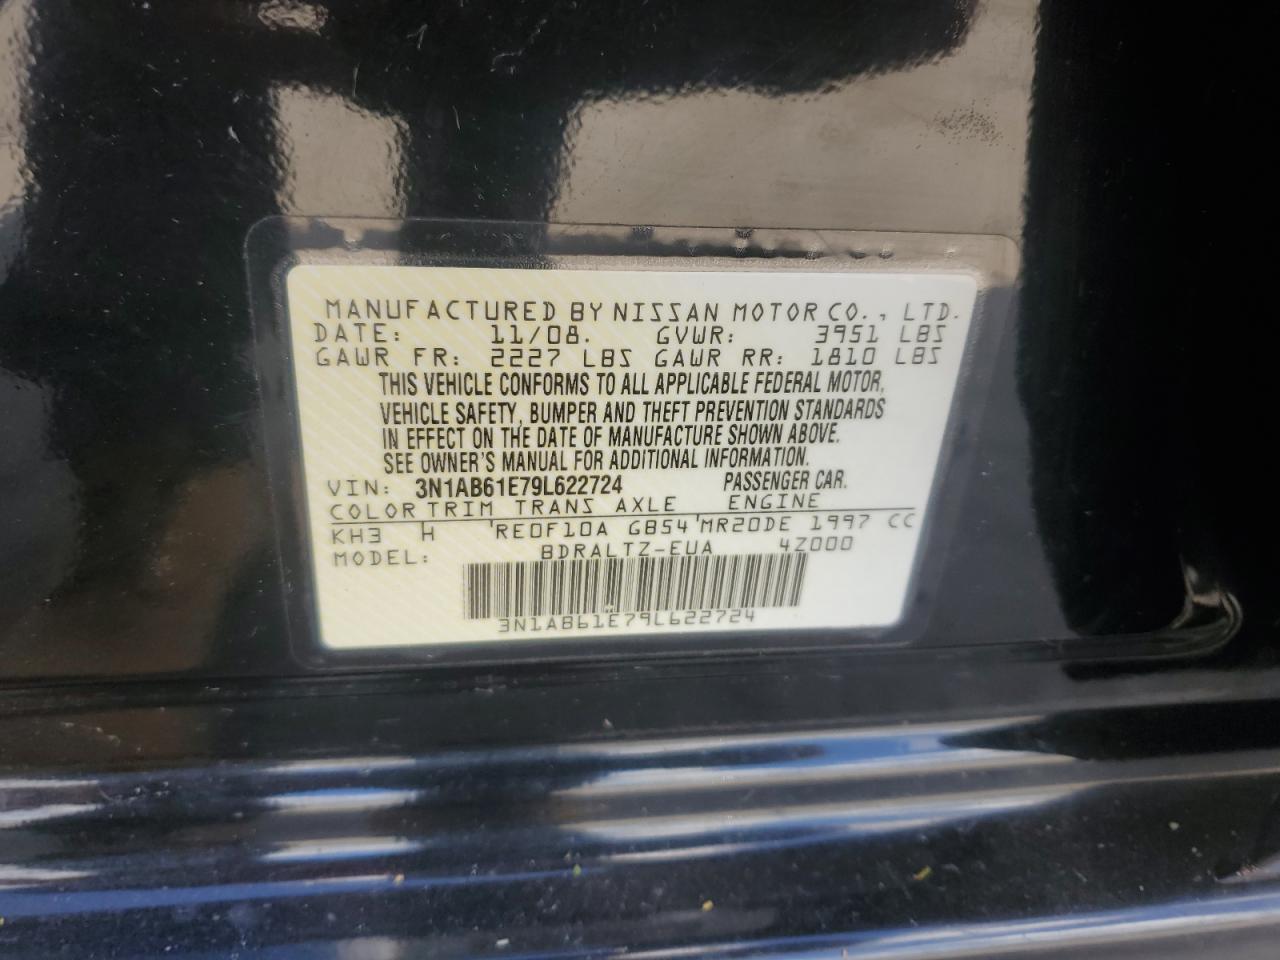 MANUFACTURED BY NISSAN MOTOR CO., LTD.
DATE: 11/08. GVWR: 3951 LBS
GAWR FR: 2227 LBS GAWR RR: 1810 LBS
THIS VEHICLE CONFORMS TO ALL APPLICABLE FEDERAL MOTOR,
VEHICLE SAFETY, BUMPER AND THEFT PREVENTION STANDARDS
IN EFFECT ON THE DATE OF MANUFACTURE SHOWN ABOVE.
SEE OWNER'S MANUAL FOR ADDITIONAL INFORMATION.
VIN: 3N1AB61E79L622724 PASSENGER CAR.
COLOR TRIM TRANS AXLE ENGINE
KH3 H 'RE0F10A GB54'MR20DE 1997 CC
MODEL: BDRALTZ-EUA 4Z000
3N1AB61E79L622724